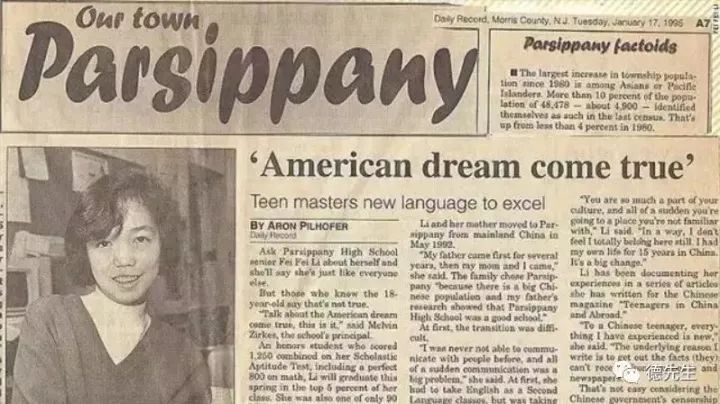 Our town
Parsippany
Daily Record, Morris County, N.J. Tuesday, January 17, 1995 A7
Parsippany factoids
■ The largest increase in township popula-
tion since 1980 is among Asians or Pacific
Islanders. More than 10 percent of the popu-
lation of 48,478 — about 4,900 — identified
themselves as such in the last census. That's
up from less than 4 percent in 1980.
'American dream come true'
Teen masters new language to excel
BY ARON PILHOFER
Daily Record
Ask Parsippany High School
senior Fei Fei Li about herself and
she'll say she's just like everyone
else.
But those who know the 18-
year-old say that's not true.
"Talk about the American dream
come true, this is it," said Melvin
Zirkes, the school's principal.
An honors student who scored
1,250 combined on her Scholastic
Aptitude Test, including a perfect
800 on math, Li will graduate this
spring in the top 5 percent of her
class. She was also one of only 90
Li and her mother moved to Par-
sippany from mainland China in
May 1992.
"My father came first for several
years, then my mom and I came,"
she said. The family chose Parsip-
pany "because there is a big Chi-
nese population and my father's
research showed that Parsippany
High School was a good school."
At first, the transition was diffi-
cult.
"I was never not able to commu-
nicate with people before, and all
of a sudden communication was a
big problem," she said. At first, she
had to take English as a Second
Language classes, but was taking
"You are so much a part of your
culture, and all of a sudden you're
going to a place you're not familiar
with," Li said. "In a way, I don't
feel I totally belong here still. I had
my own life for 15 years in China.
It's a big change."
Li has been documenting her
experiences in a series of articles
she has written for the Chinese
magazine "Teenagers in China
and Abroad."
"To a Chinese teenager, every-
thing I have experienced is new,"
she said. "The underlying reason I
write is to get out the facts (they)
can't
newspapers
That's not easy considering the
Chinese government's censorship
德先生